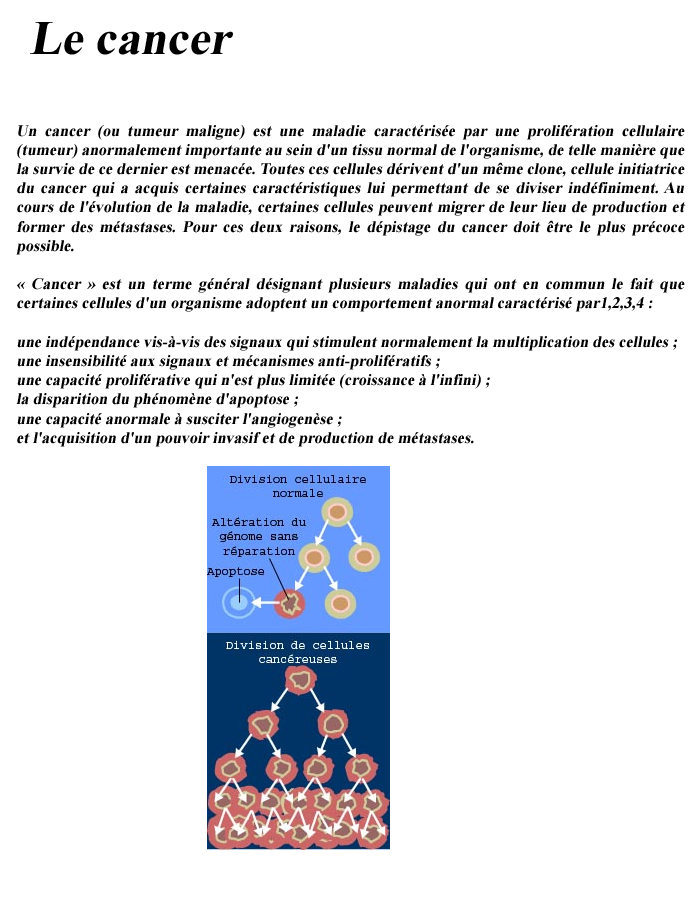 Le cancer
Un cancer (ou tumeur maligne) est une maladie caractérisée par une prolifération cellulaire
(tumeur) anormalement importante au sein d'un tissu normal de l'organisme, de telle manière que
la survie de ce dernier est menacée. Toutes ces cellules dérivent d'un même clone, cellule initiatrice
du cancer qui a acquis certaines caractéristiques lui permettant de se diviser indéfiniment. Au
cours de l'évolution de la maladie, certaines cellules peuvent migrer de leur lieu de production et
former des métastases. Pour ces deux raisons, le dépistage du cancer doit être le plus précoce
possible.
« Cancer » est un terme général désignant plusieurs maladies qui ont en commun le fait que
certaines cellules d'un organisme adoptent un comportement anormal caractérisé par1,2,3,4 :
une indépendance vis-à-vis des signaux qui stimulent normalement la multiplication des cellules ;
une insensibilité aux signaux et mécanismes anti-prolifératifs ;
une capacité proliférative qui n'est plus limitée (croissance à l'infini) ;
la disparition du phénomène d'apoptose ;
une capacité anormale à susciter l'angiogenèse ;
et l'acquisition d'un pouvoir invasif et de production de métastases.
Division cellulaire
normale
Altération du
génome sans
réparation
Apoptose
Division de cellules
cancéreuses